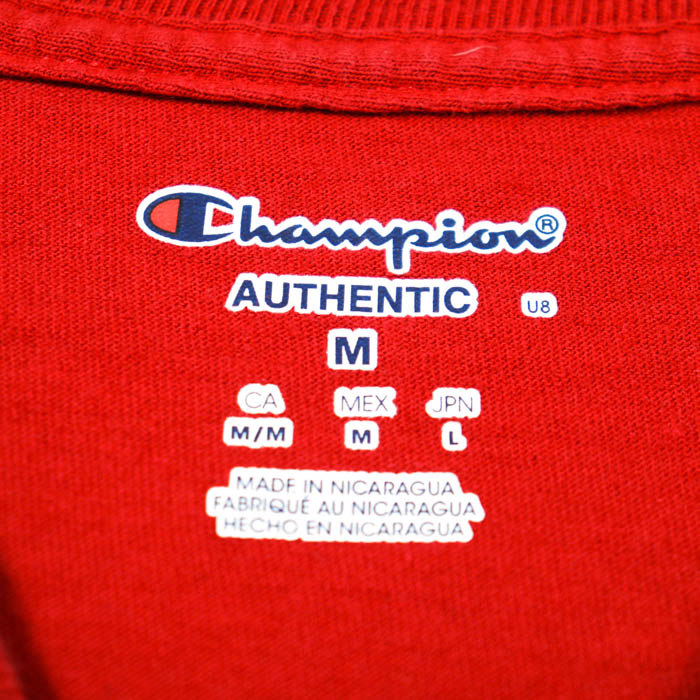 Champion®
AUTHENTIC U8
M
CA MEX JPN
M/M M L
MADE IN NICARAGUA
FABRIQUÉ AU NICARAGUA
HECHO EN NICARAGUA